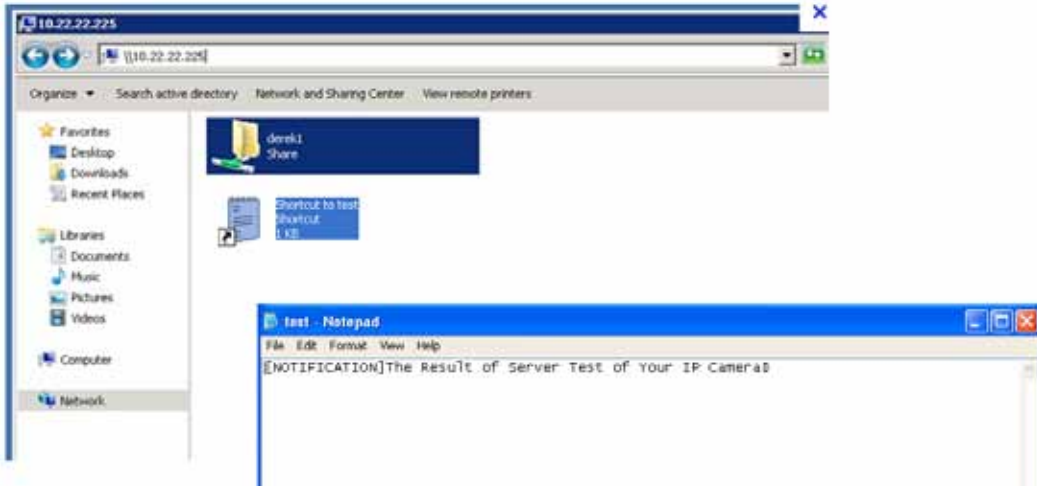 10.22.22.225
\\10.22.22.225
Organize Search active directory Network and Sharing Center View remote printers
Favorites
Desktop
Downloads
Recent Places
Libraries
Documents
Music
Pictures
Videos
Computer
Network
derek1
Share
Shortcut to test
Shortcut
1 KB
test - Notepad
File Edit Format View Help
[NOTIFICATION]The Result of Server Test of Your IP Camera